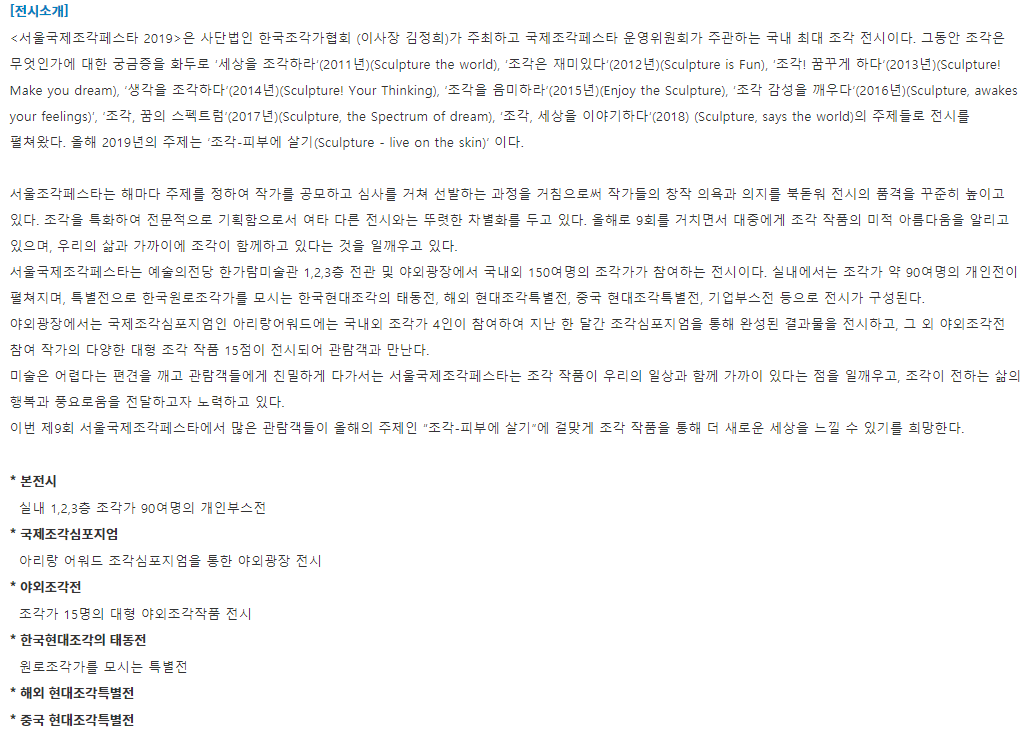 [전시소개]
<서울국제조각페스타 2019>은 사단법인 한국조각가협회 (이사장 김정희)가 주최하고 국제조각페스타 운영위원회가 주관하는 국내 최대 조각 전시이다. 그동안 조각은
무엇인가에 대한 궁금증을 화두로 '세상을 조각하라'(2011년)(Sculpture the world), '조각은 재미있다'(2012년)(Sculpture is Fun), '조각! 꿈꾸게 하다'(2013년)(Sculpture!
Make you dream), '생각을 조각하다'(2014년)(Sculpture! Your Thinking), '조각을 음미하라'(2015년)(Enjoy the Sculpture), '조각 감성을 깨우다'(2016년)(Sculpture, awakes
your feelings)', '조각, 꿈의 스펙트럼'(2017년)(Sculpture, the Spectrum of dream), '조각, 세상을 이야기하다'(2018) (Sculpture, says the world)의 주제들로 전시를
펼쳐왔다. 올해 2019년의 주제는 '조각-피부에 살기(Sculpture - live on the skin)' 이다.
서울조각페스타는 해마다 주제를 정하여 작가를 공모하고 심사를 거쳐 선발하는 과정을 거침으로써 작가들의 창작 의욕과 의지를 북돋워 전시의 품격을 꾸준히 높이고
있다. 조각을 특화하여 전문적으로 기획함으로서 여타 다른 전시와는 뚜렷한 차별화를 두고 있다. 올해로 9회를 거치면서 대중에게 조각 작품의 미적 아름다움을 알리고
있으며, 우리의 삶과 가까이에 조각이 함께하고 있다는 것을 일깨우고 있다.
서울국제조각페스타는 예술의전당 한가람미술관 1,2,3층 전관 및 야외광장에서 국내외 150여명의 조각가가 참여하는 전시이다. 실내에서는 조각가 약 90여명의 개인전이
펼쳐지며, 특별전으로 한국원로조각가를 모시는 한국현대조각의 태동전, 해외 현대조각특별전, 중국 현대조각특별전, 기업부스전 등으로 전시가 구성된다.
야외광장에서는 국제조각심포지엄인 아리랑어워드에는 국내외 조각가 4인이 참여하여 지난 한 달간 조각심포지엄을 통해 완성된 결과물을 전시하고, 그 외 야외조각전
참여 작가의 다양한 대형 조각 작품 15점이 전시되어 관람객과 만난다.
미술은 어렵다는 편견을 깨고 관람객들에게 친밀하게 다가서는 서울국제조각페스타는 조각 작품이 우리의 일상과 함께 가까이 있다는 점을 일깨우고, 조각이 전하는 삶의
행복과 풍요로움을 전달하고자 노력하고 있다.
이번 제9회 서울국제조각페스타에서 많은 관람객들이 올해의 주제인 "조각-피부에 살기"에 걸맞게 조각 작품을 통해 더 새로운 세상을 느낄 수 있기를 희망한다.
* 본전시
실내 1,2,3층 조각가 90여명의 개인부스전
* 국제조각심포지엄
아리랑 어워드 조각심포지엄을 통한 야외광장 전시
* 야외조각전
조각가 15명의 대형 야외조각작품 전시
* 한국현대조각의 태동전
원로조각가를 모시는 특별전
* 해외 현대조각특별전
* 중국 현대조각특별전